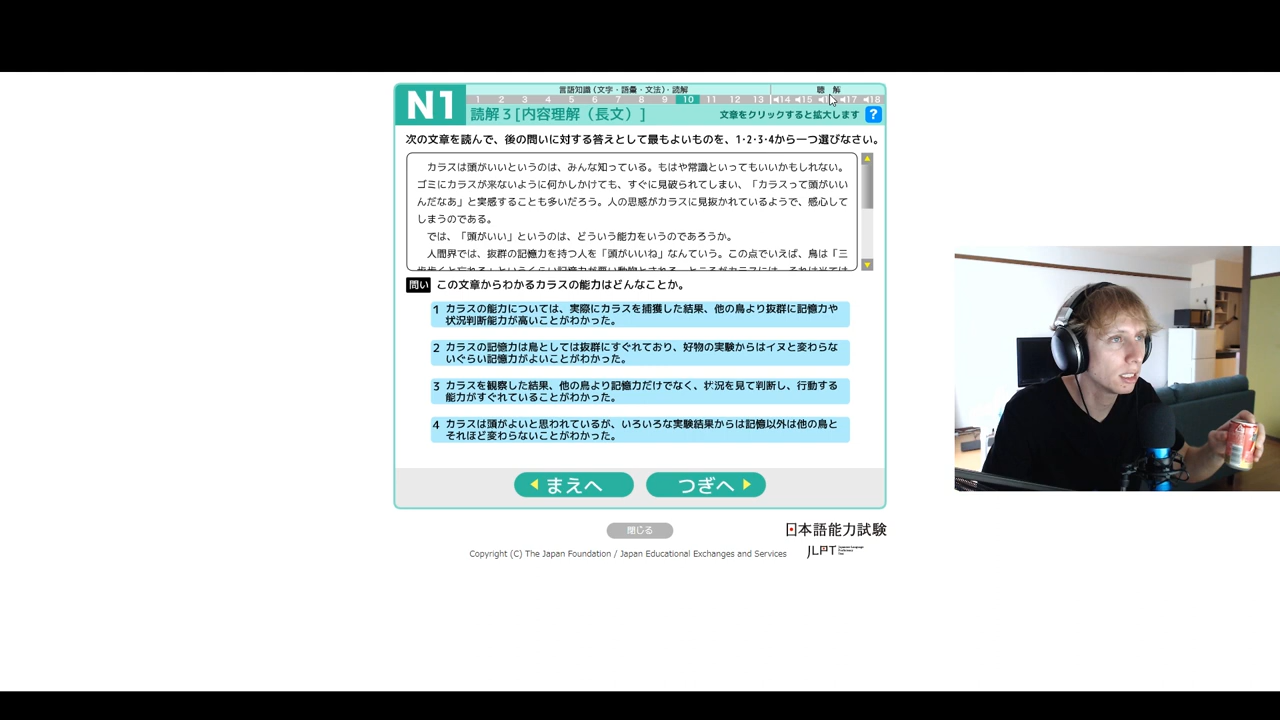 N1
言語知識（文字・語彙・文法）・読解
聴 解
1 2 3 4 5 6 7 8 9 10 11 12 13 14 15 17 18
読解３［内容理解（長文）］
文章をクリックすると拡大します ?
次の文章を読んで、後の問いに対する答えとして最もよいものを、1・2・3・4から一つ選びなさい。
カラスは頭がいいというのは、みんな知っている。もはや常識といってもいいかもしれない。
ゴミにカラスが来ないように何かしかけても、すぐに見破られてしまい、「カラスって頭がいい
んだなあ」と実感することも多いだろう。人の思惑がカラスに見抜かれているようで、感心して
しまうのである。
では、「頭がいい」というのは、どういう能力をいうのであろうか。
人間界では、抜群の記憶力を持つ人を「頭がいいね」なんていう。この点でいえば、鳥は「三
問い この文章からわかるカラスの能力はどんなことか。
1 カラスの能力については、実際にカラスを捕獲した結果、他の鳥より抜群に記憶力や
状況判断能力が高いことがわかった。
2 カラスの記憶力は鳥としては抜群にすぐれており、好物の実験からはイヌと変わらな
いぐらい記憶力がよいことがわかった。
3 カラスを観察した結果、他の鳥より記憶力だけでなく、状況を見て判断し、行動する
能力がすぐれていることがわかった。
4 カラスは頭がよいと思われているが、いろいろな実験結果からは記憶以外は他の鳥と
それほど変わらないことがわかった。
まえへ
つぎへ
閉じる
日本語能力試験
JLPT
Copyright (C) The Japan Foundation / Japan Educational Exchanges and Services